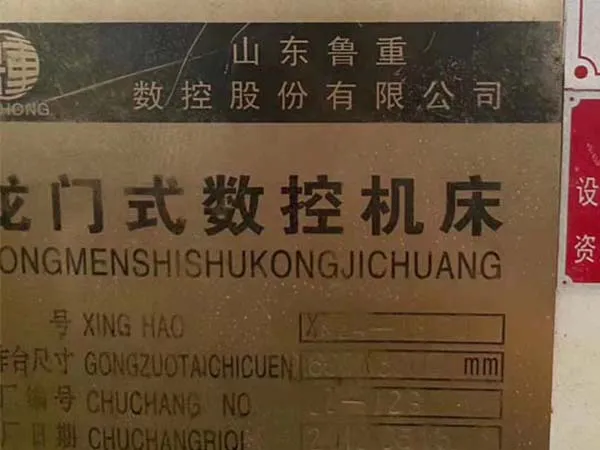 山东鲁重
数控股份有限公司
HONG
龙门式数控机床
ONGMENSHISHUKONGJICHUANG
号 XING HAO
作台尺寸 GONGZUOTAICHICUEN mm
厂编号 CHUCHANG NO
厂日期 CHUCHANGRIQI
设
资